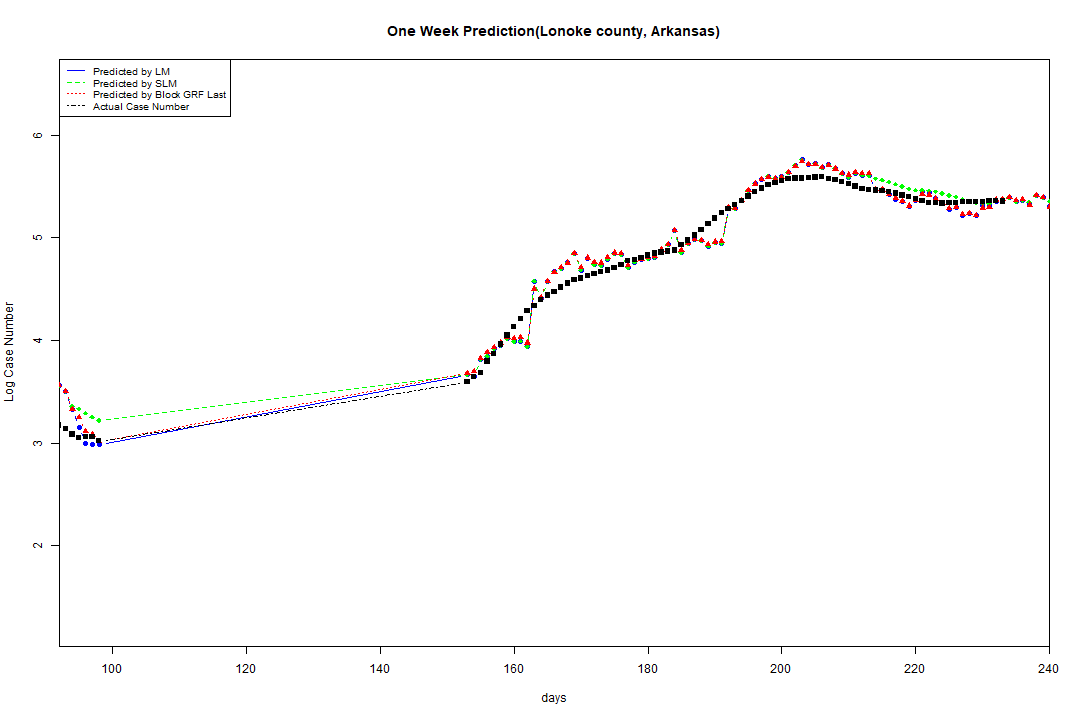 One Week Prediction(Lonoke county, Arkansas)
Predicted by LM
Predicted by SLM
Predicted by Block GRF Last
Actual Case Number
6
5
4
3
2
Log Case Number
100 120 140 160 180 200 220 240
days